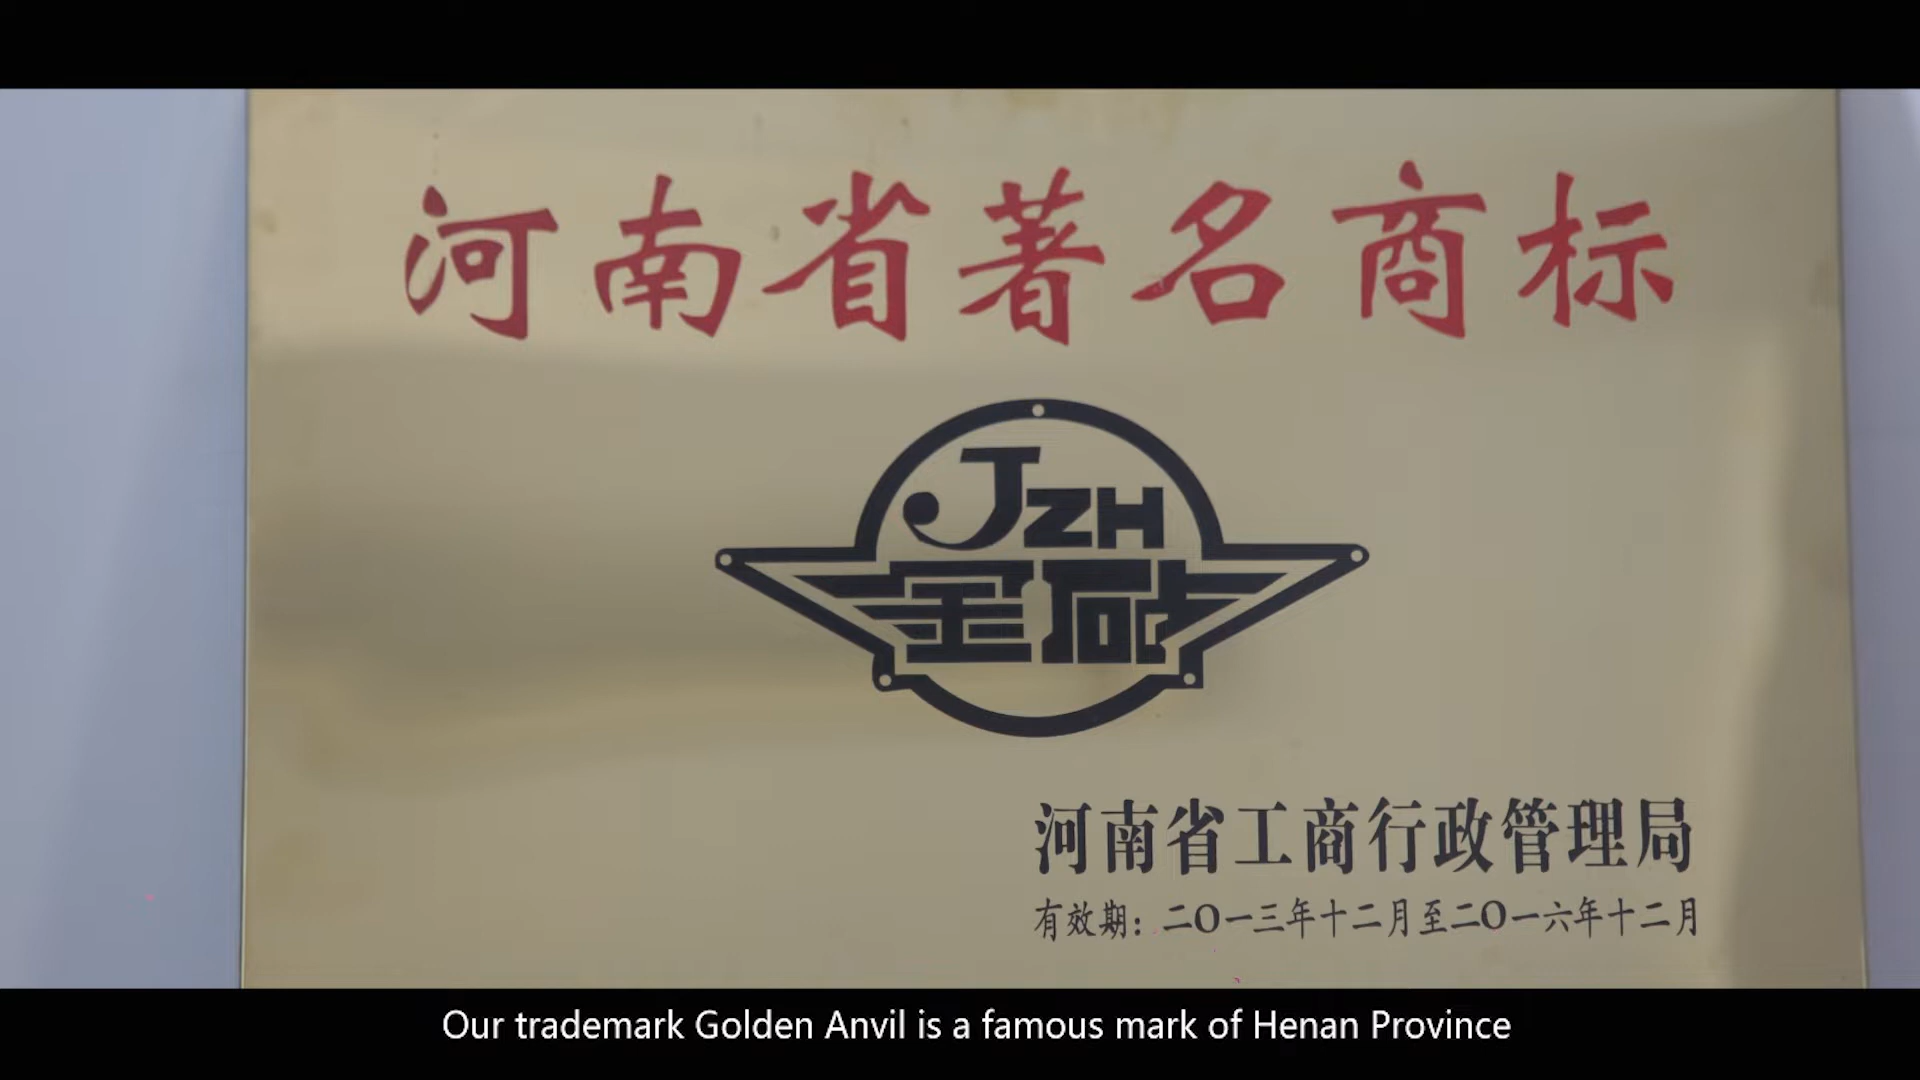 河南省著名商标
JZH
金砧
河南省工商行政管理局
有效期：二〇一三年十二月至二〇一六年十二月
Our trademark Golden Anvil is a famous mark of Henan Province